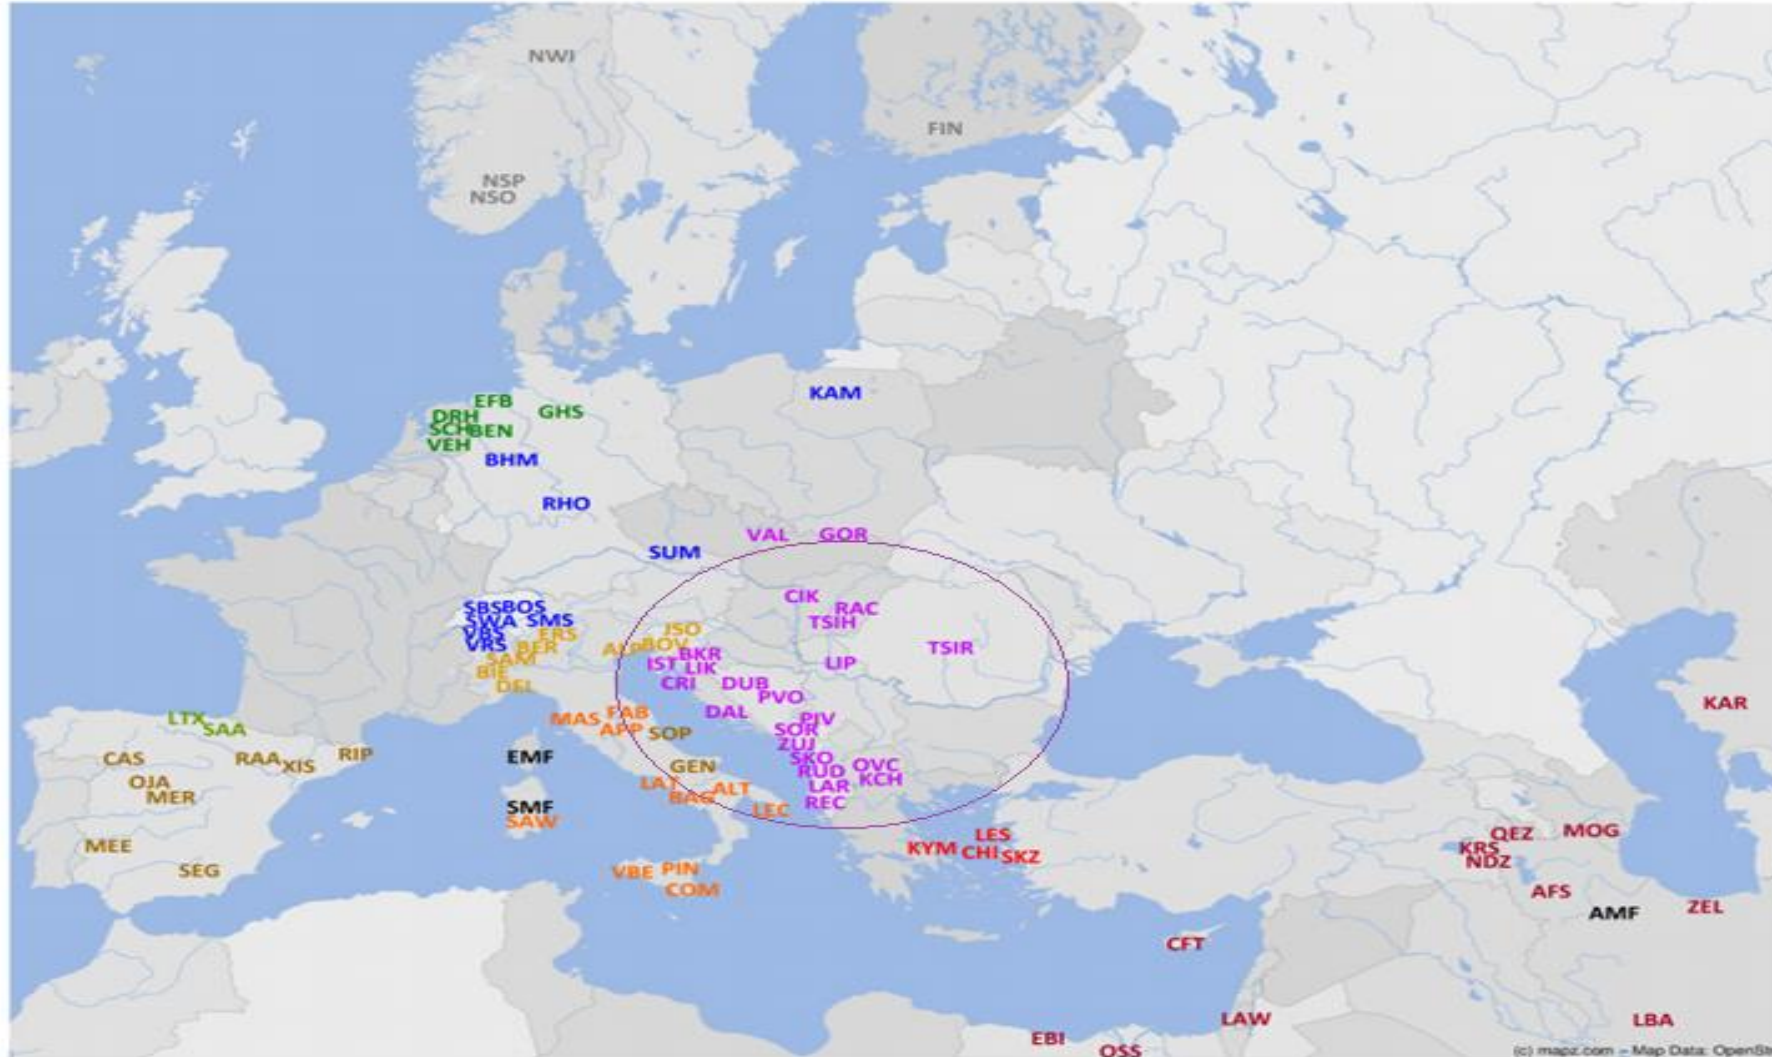 NWI
FIN
NSP
NSO
KAM
EFB
GHS
DRH
SCH BEN
VEH
BHM
RHO
VAL GOR
SUM
CIK
SBS BOS RAC
SWA SMS TSIH
VBS ERS JSO
VRS BER ALP BOV TSIR
SAM BKR
BIE IST LIK LIP
DEL CRI DUB
PVO
KAR
LTX MAS FAB DAL PIV
SAA APP SOP SOR
ZUJ
CAS RAA XIS RIP EMF SKO
GEN RUD OVC
OJA LAT ALT LAR KCH
MER BAG REC
SMF LEC
SAW
LES QEZ MOG
MEE KYM CHI SKZ KRS
NDZ
SEG VBE PIN
COM AFS
AMF ZEL
CFT
LAW LBA
EBI
OSS
(c) mapz.com – Map Data: OpenStr